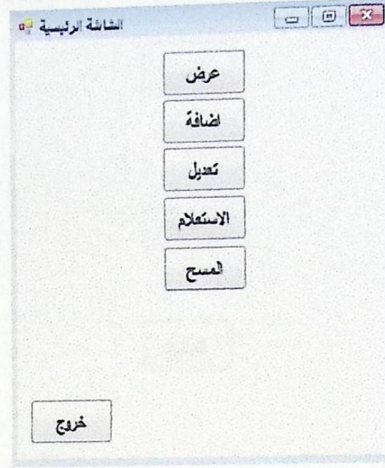 الشاشة الرئيسية
عرض
اضافة
تعديل
الاستعلام
المسح
خروج